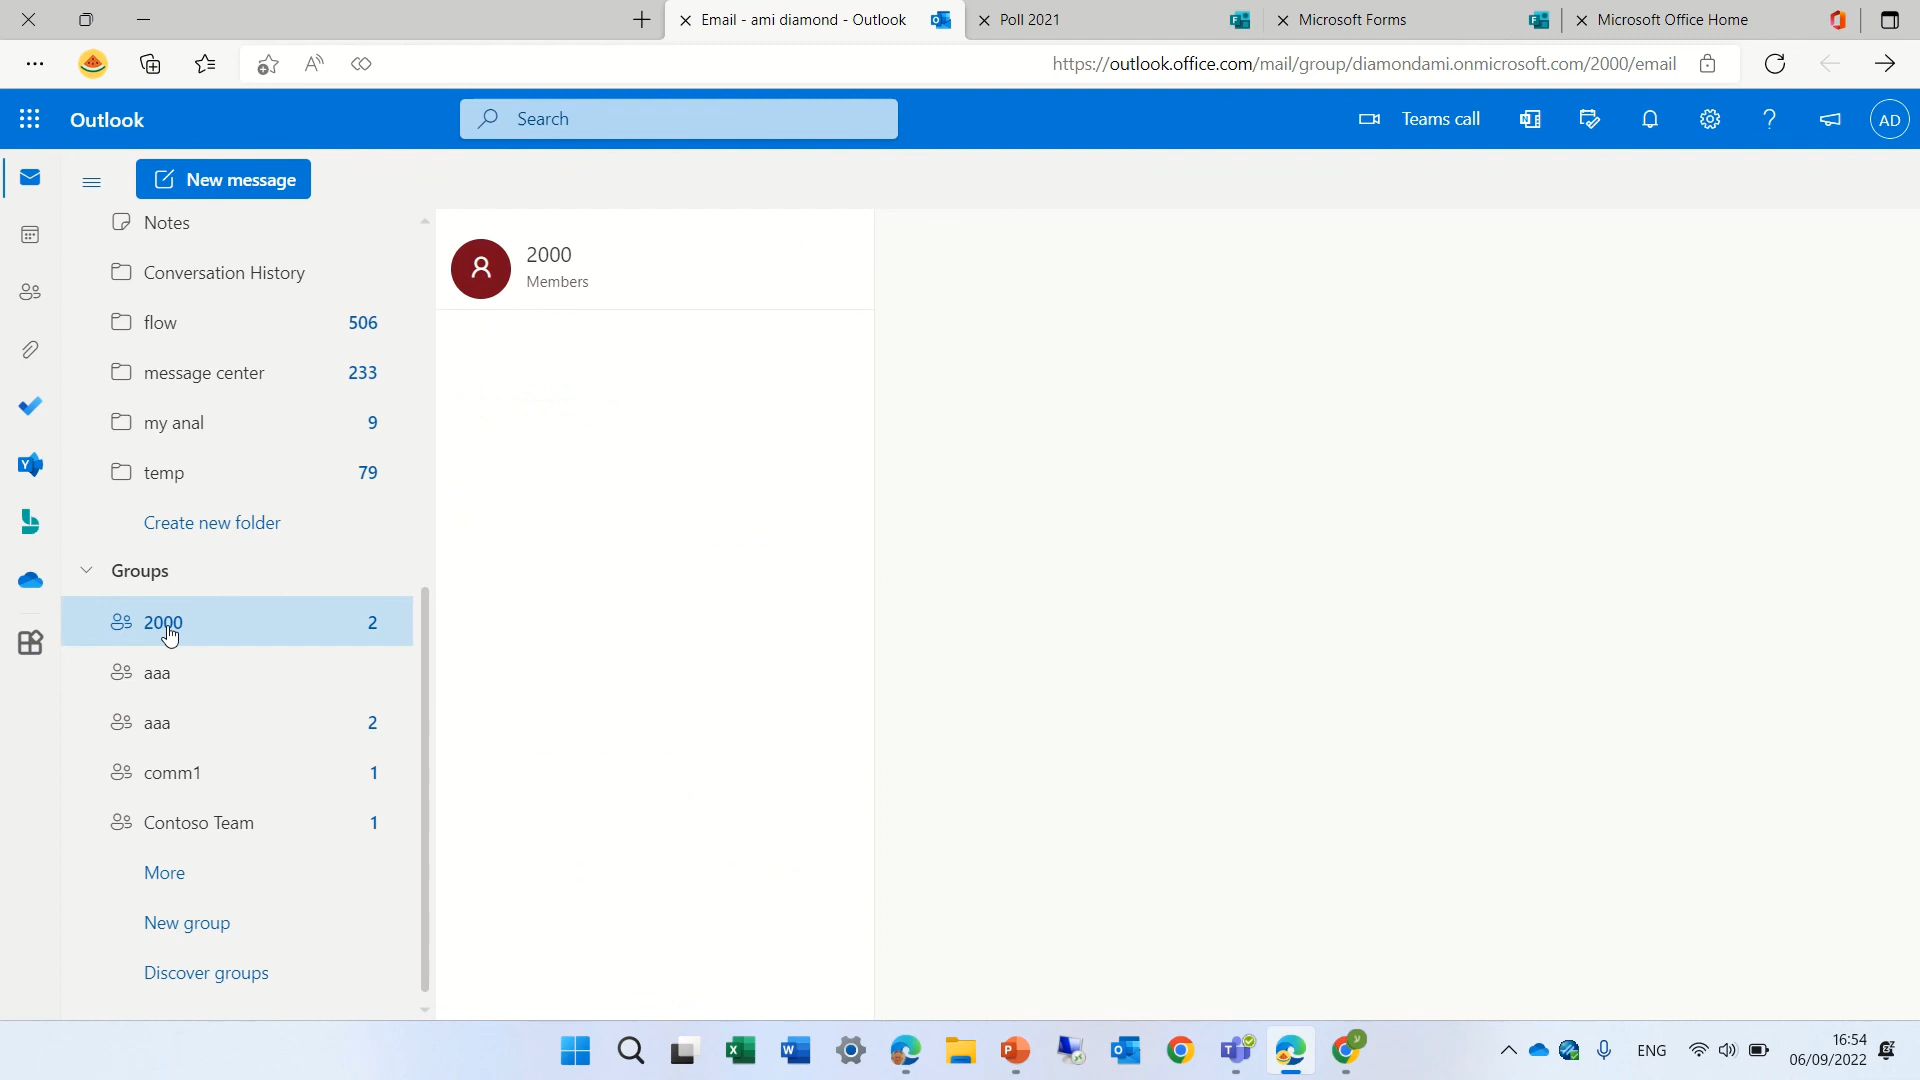 Email - ami diamond - Outlook
Poll 2021
Microsoft Forms
Microsoft Office Home
https://outlook.office.com/mail/group/diamondami.onmicrosoft.com/2000/email
Outlook
Search
Teams call
AD
New message
Notes
Conversation History
flow 506
message center 233
my anal 9
temp 79
Create new folder
Groups
2000 2
aaa
aaa 2
comm1 1
Contoso Team 1
More
New group
Discover groups
2000
Members
ENG
16:54
06/09/2022